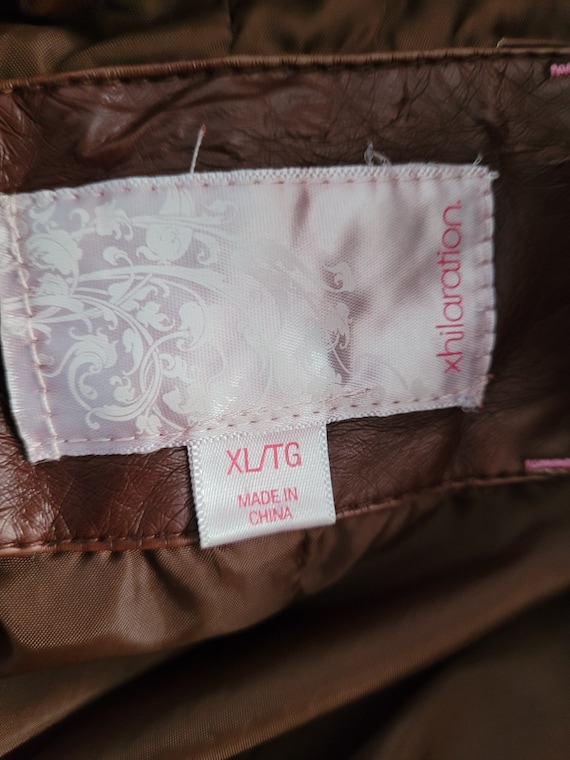 xhilaration.
XL/TG
MADE IN
CHINA